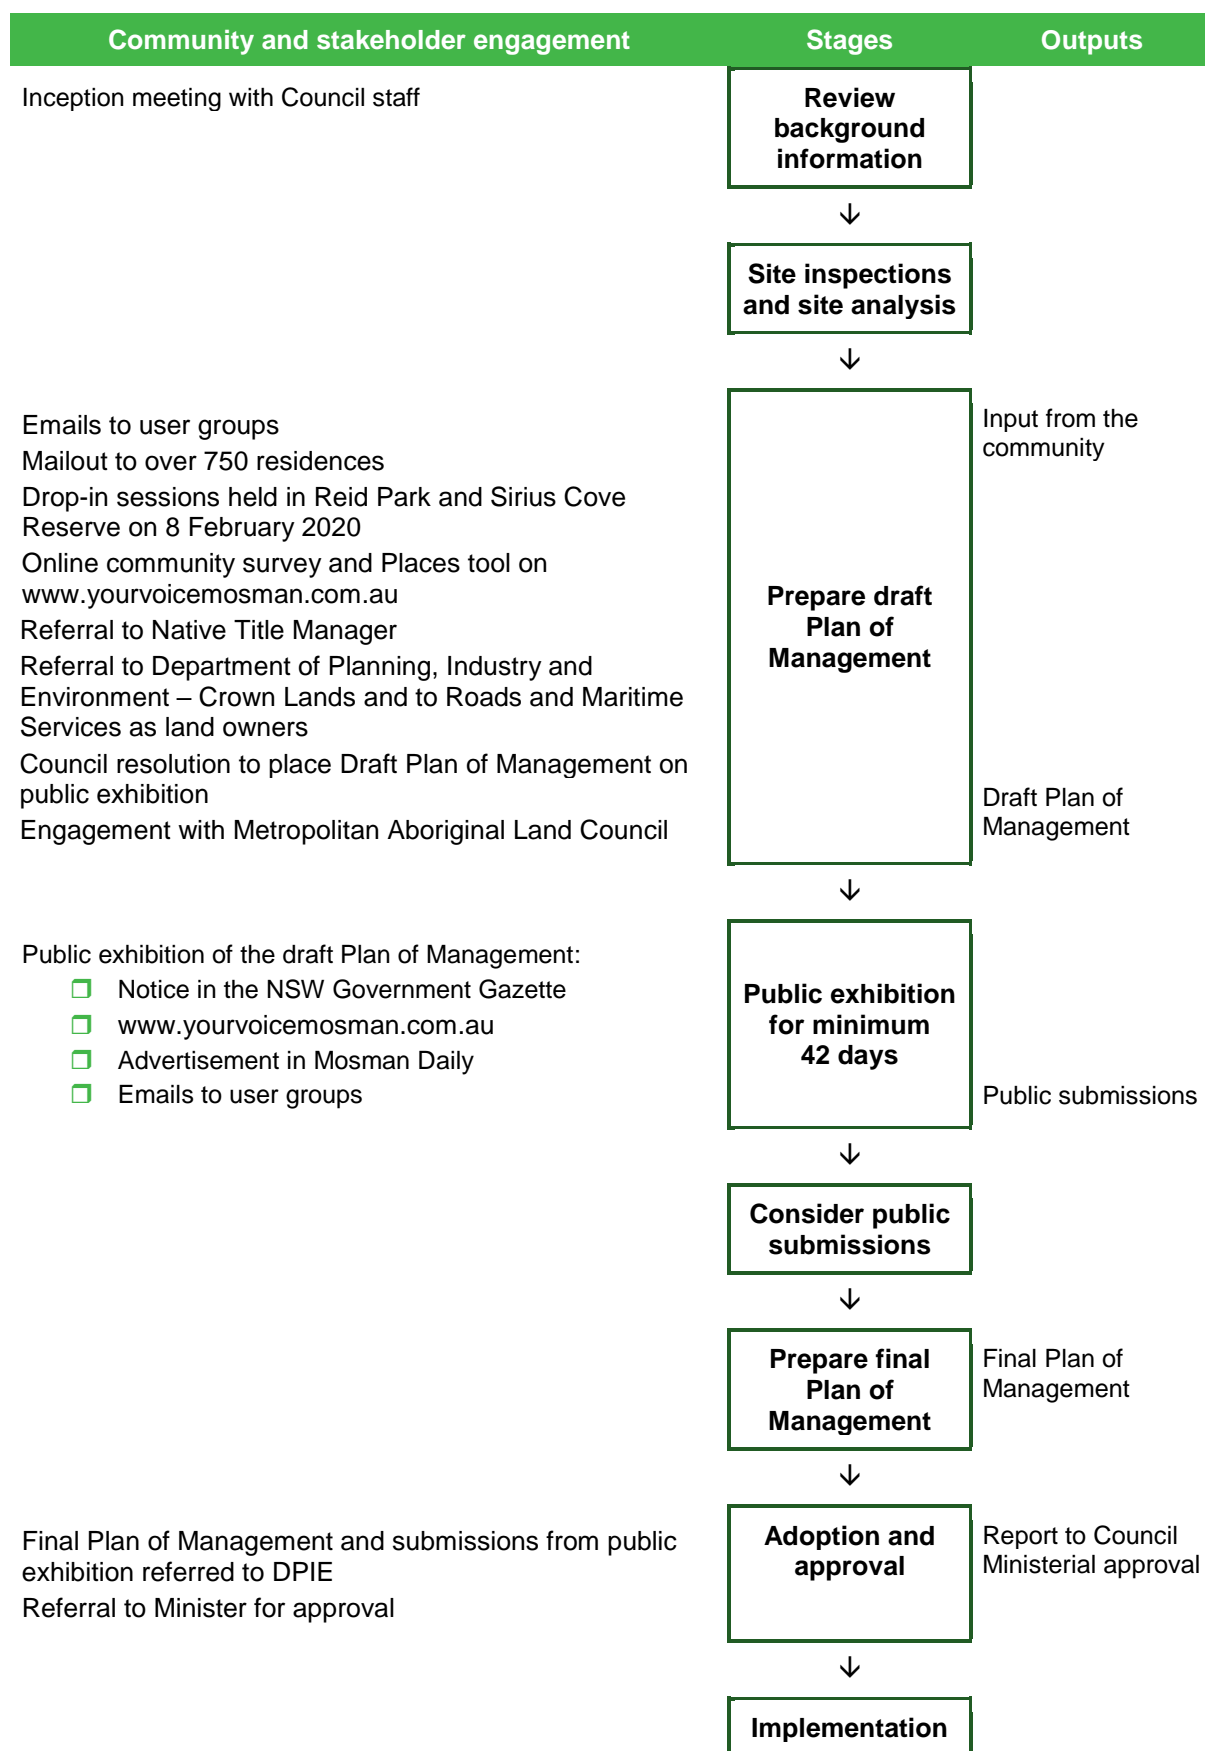 Community and stakeholder engagement Stages Outputs
Inception meeting with Council staff
Review
background
information
↓
Site inspections
and site analysis
↓
Emails to user groups
Mailout to over 750 residences
Drop-in sessions held in Reid Park and Sirius Cove
Reserve on 8 February 2020
Online community survey and Places tool on
www.yourvoicemosman.com.au
Referral to Native Title Manager
Referral to Department of Planning, Industry and
Environment – Crown Lands and to Roads and Maritime
Services as land owners
Council resolution to place Draft Plan of Management on
public exhibition
Engagement with Metropolitan Aboriginal Land Council
Prepare draft
Plan of
Management
Input from the
community
Draft Plan of
Management
↓
Public exhibition of the draft Plan of Management:
❒ Notice in the NSW Government Gazette
❒ www.yourvoicemosman.com.au
❒ Advertisement in Mosman Daily
❒ Emails to user groups
Public exhibition
for minimum
42 days
Public submissions
↓
Consider public
submissions
↓
Prepare final
Plan of
Management
Final Plan of
Management
↓
Final Plan of Management and submissions from public
exhibition referred to DPIE
Referral to Minister for approval
Adoption and
approval
Report to Council
Ministerial approval
↓
Implementation